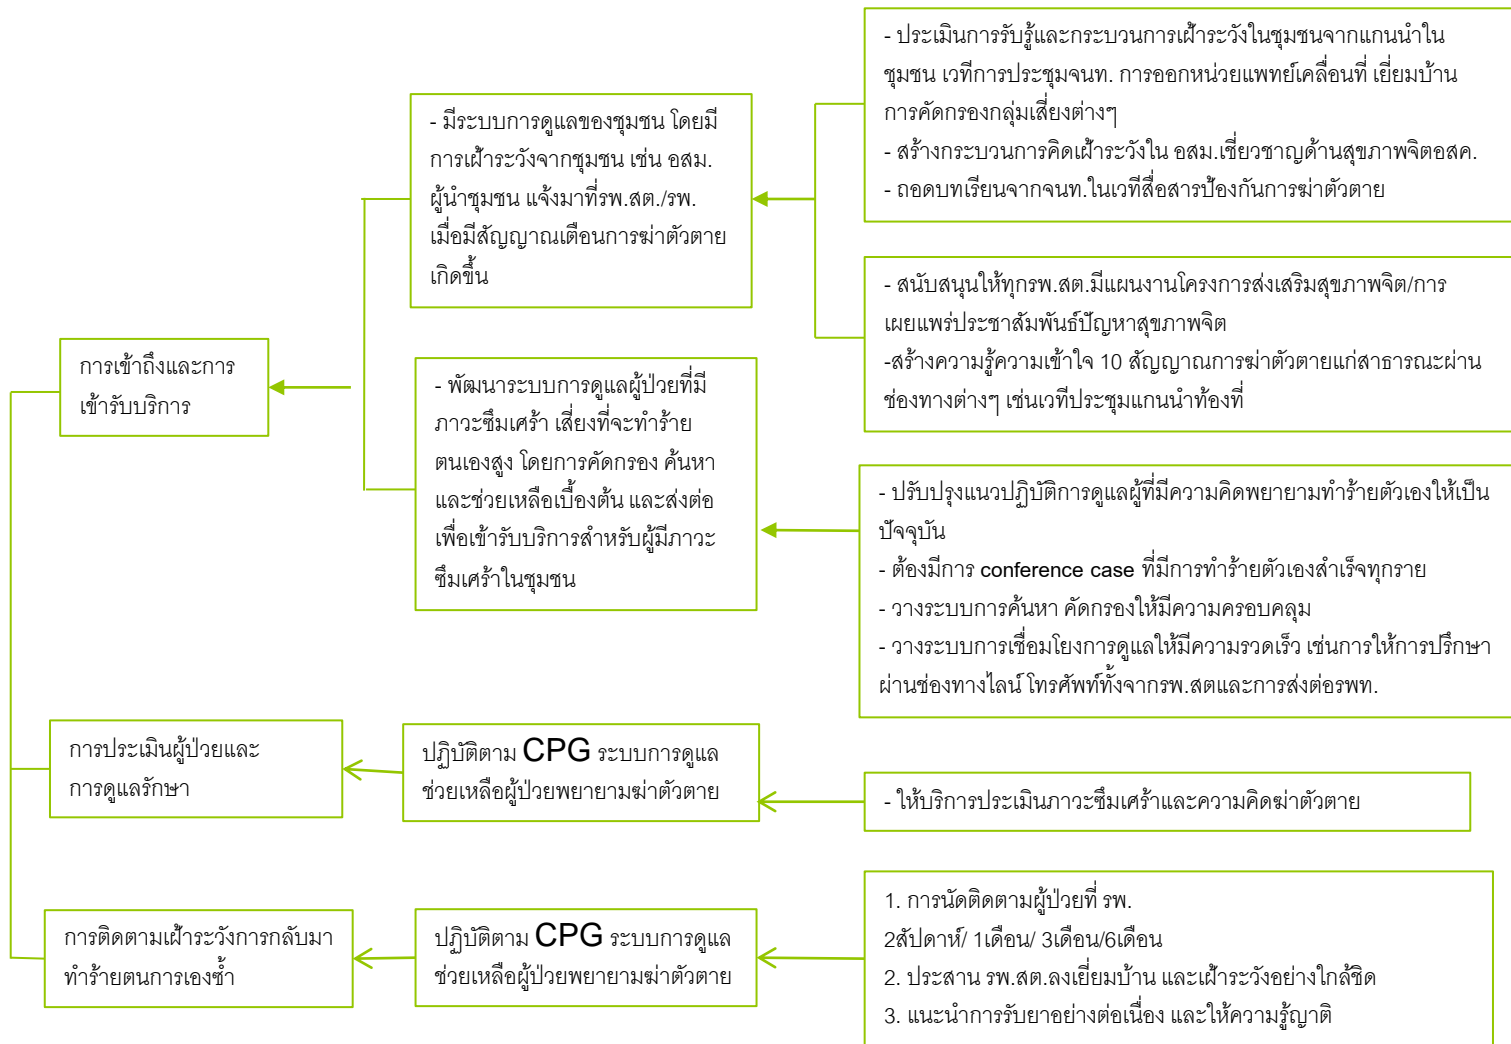 - ประเมินการรับรู้และกระบวนการเฝ้าระวังในชุมชนจากแกนนำใน
ชุมชน เวทีการประชุมจนท. การออกหน่วยแพทย์เคลื่อนที่ เยี่ยมบ้าน
การคัดกรองกลุ่มเสี่ยงต่างๆ
- สร้างกระบวนการคิดเฝ้าระวังใน อสม.เชี่ยวชาญด้านสุขภาพจิตอสค.
- ถอดบทเรียนจากจนท.ในเวทีสื่อสารป้องกันการฆ่าตัวตาย
- มีระบบการดูแลของชุมชน โดยมี
การเฝ้าระวังจากชุมชน เช่น อสม.
ผู้นำชุมชน แจ้งมาที่รพ.สต./รพ.
เมื่อมีสัญญาณเตือนการฆ่าตัวตาย
เกิดขึ้น
- สนับสนุนให้ทุกรพ.สต.มีแผนงานโครงการส่งเสริมสุขภาพจิต/การ
เผยแพร่ประชาสัมพันธ์ปัญหาสุขภาพจิต
-สร้างความรู้ความเข้าใจ 10 สัญญาณการฆ่าตัวตายแก่สาธารณะผ่าน
ช่องทางต่างๆ เช่นเวทีประชุมแกนนำท้องที่
การเข้าถึงและการ
เข้ารับบริการ
- พัฒนาระบบการดูแลผู้ป่วยที่มี
ภาวะซึมเศร้า เสี่ยงที่จะทำร้าย
ตนเองสูง โดยการคัดกรอง ค้นหา
และช่วยเหลือเบื้องต้น และส่งต่อ
เพื่อเข้ารับบริการสำหรับผู้มีภาวะ
ซึมเศร้าในชุมชน
- ปรับปรุงแนวปฏิบัติการดูแลผู้ที่มีความคิดพยายามทำร้ายตัวเองให้เป็น
ปัจจุบัน
- ต้องมีการ conference case ที่มีการทำร้ายตัวเองสำเร็จทุกราย
- วางระบบการค้นหา คัดกรองให้มีความครอบคลุม
- วางระบบการเชื่อมโยงการดูแลให้มีความรวดเร็ว เช่นการให้การปรึกษา
ผ่านช่องทางไลน์ โทรศัพท์ทั้งจากรพ.สตและการส่งต่อรพท.
การประเมินผู้ป่วยและ
การดูแลรักษา
ปฏิบัติตาม CPG ระบบการดูแล
ช่วยเหลือผู้ป่วยพยายามฆ่าตัวตาย
- ให้บริการประเมินภาวะซึมเศร้าและความคิดฆ่าตัวตาย
การติดตามเฝ้าระวังการกลับมา
ทำร้ายตนการเองซ้ำ
ปฏิบัติตาม CPG ระบบการดูแล
ช่วยเหลือผู้ป่วยพยายามฆ่าตัวตาย
1. การนัดติดตามผู้ป่วยที่ รพ.
2สัปดาห์/ 1เดือน/ 3เดือน/6เดือน
2. ประสาน รพ.สต.ลงเยี่ยมบ้าน และเฝ้าระวังอย่างใกล้ชิด
3. แนะนำการรับยาอย่างต่อเนื่อง และให้ความรู้ญาติ